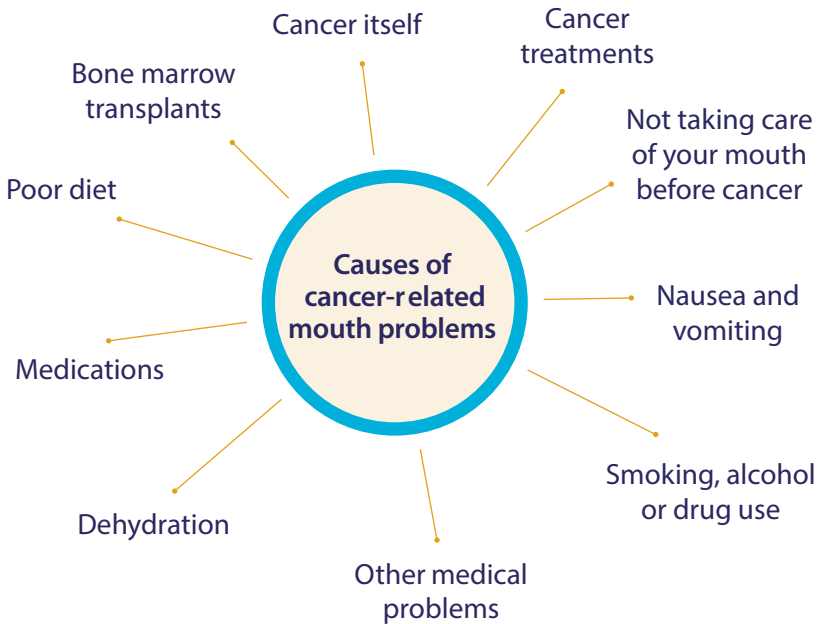 Cancer itself
Cancer
treatments
Bone marrow
transplants
Not taking care
of your mouth
before cancer
Poor diet
Causes of
cancer-related
mouth problems
Nausea and
vomiting
Medications
Smoking, alcohol
or drug use
Dehydration
Other medical
problems